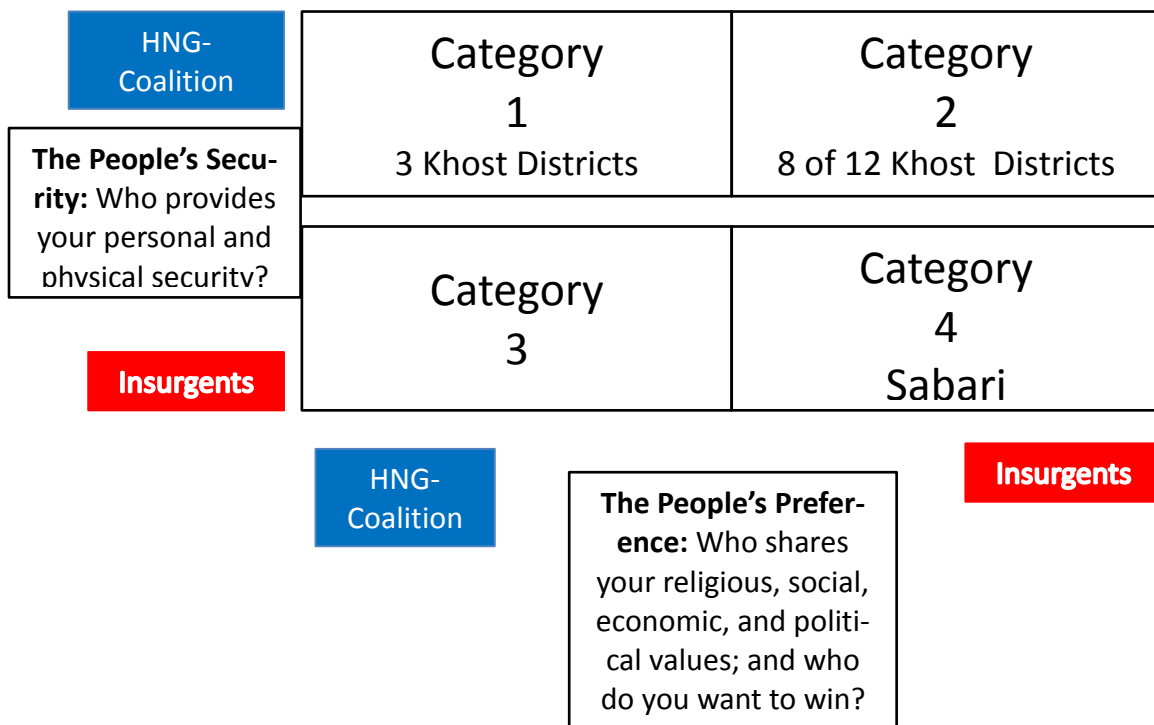 HNG-
Coalition
Category
1
3 Khost Districts
Category
2
8 of 12 Khost  Districts
The People’s Secu-
rity: Who provides
your personal and
physical security?
Category
3
Category
4
Sabari
Insurgents
HNG-
Coalition
The People’s Prefer-
ence: Who shares
your religious, social,
economic, and politi-
cal values; and who
do you want to win?
Insurgents